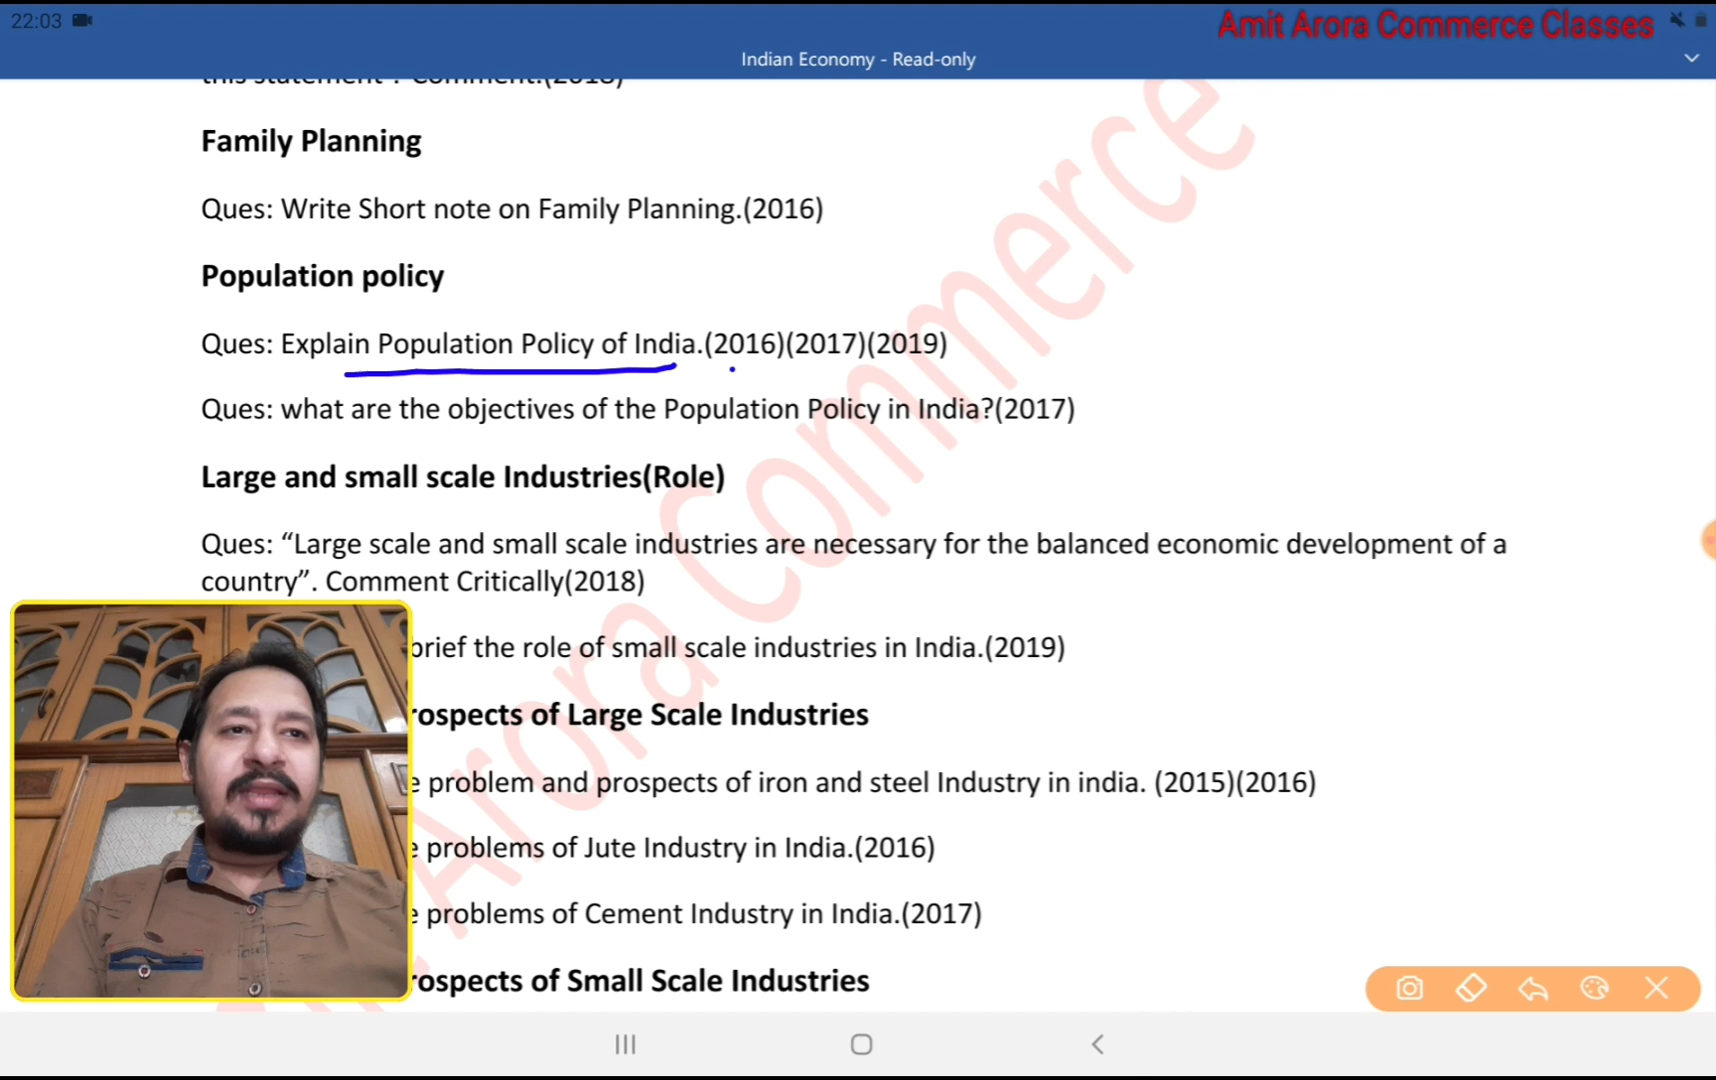 22:03
Amit Arora Commerce Classes
Indian Economy - Read-only
this statement". Comment.(2018)
Family Planning
Ques: Write Short note on Family Planning.(2016)
Population policy
Ques: Explain Population Policy of India.(2016)(2017)(2019)
Ques: what are the objectives of the Population Policy in India?(2017)
Large and small scale Industries(Role)
Ques: “Large scale and small scale industries are necessary for the balanced economic development of a
country”. Comment Critically(2018)
brief the role of small scale industries in India.(2019)
rospects of Large Scale Industries
e problem and prospects of iron and steel Industry in india. (2015)(2016)
e problems of Jute Industry in India.(2016)
e problems of Cement Industry in India.(2017)
rospects of Small Scale Industries
Arora Commerce